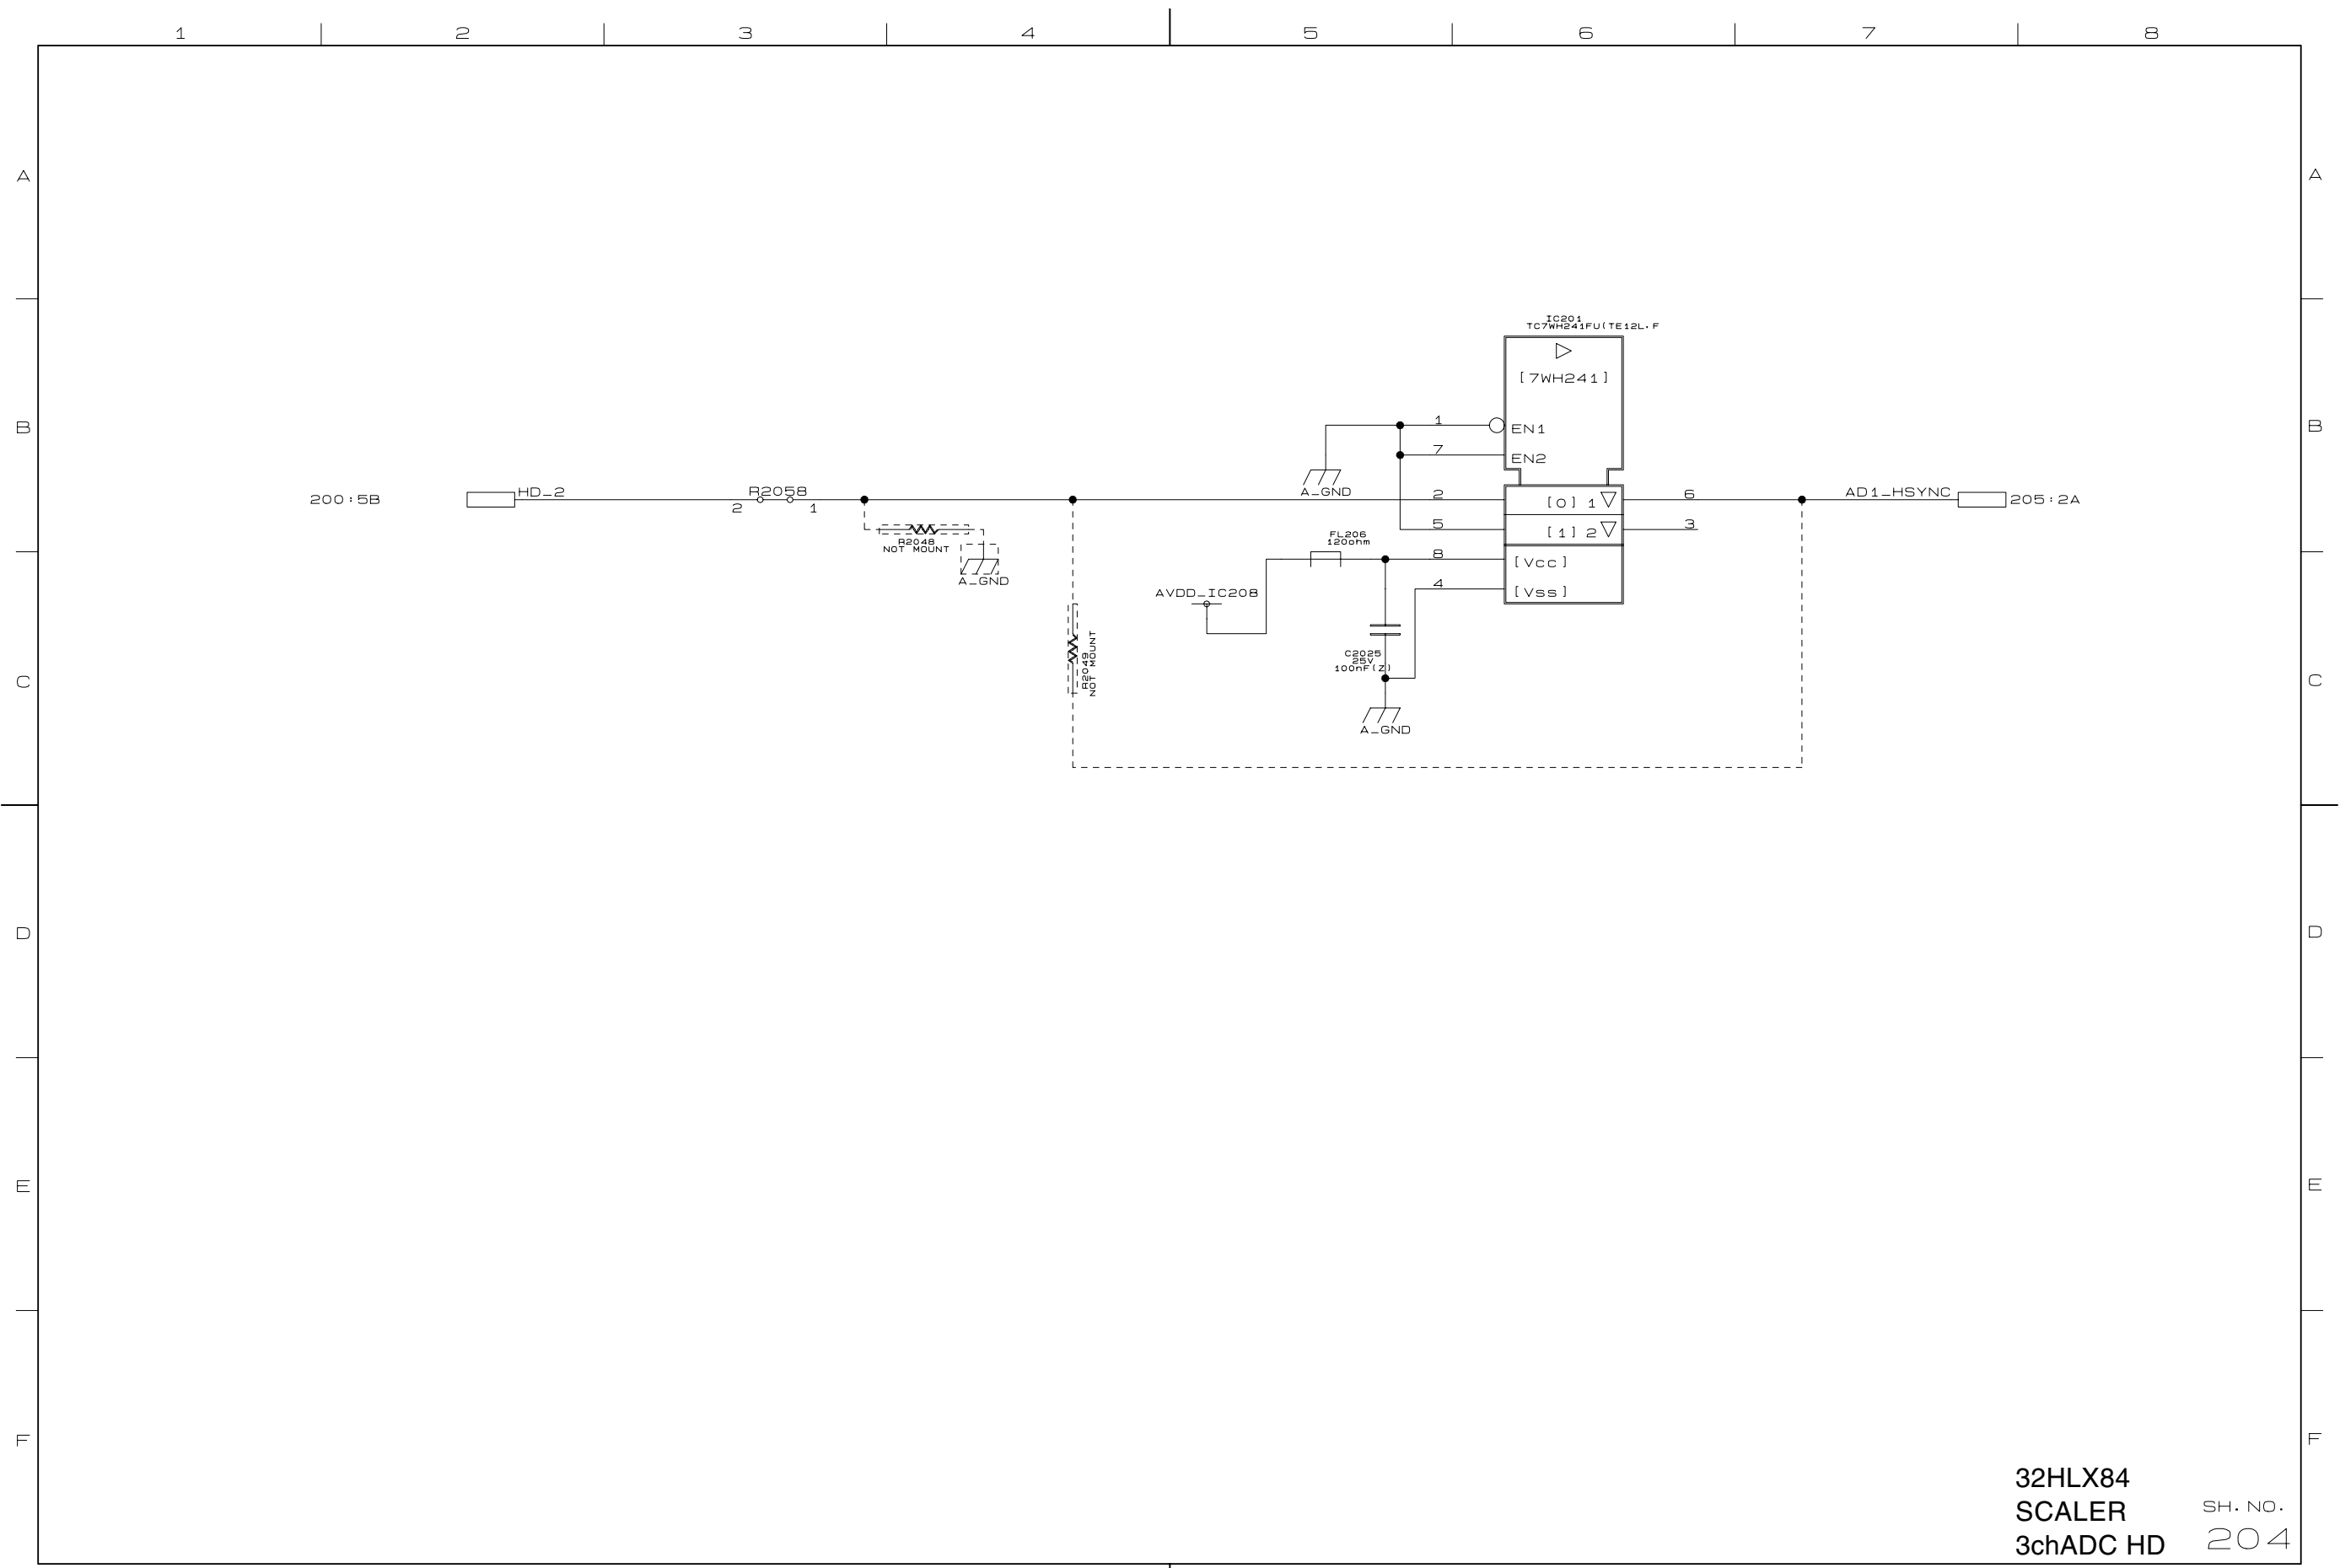 1 2 3 4 5 6 7 8
A A
IC201
TC7WH241FU(TE12L,F
[7WH241]
B B
1 EN1
7 EN2
A_GND
200:5B HD_2 R2058 2 [0] 1 6 AD1_HSYNC 205:2A
2 1
5 [1] 2 3
R2048
NOT MOUNT
FL206
120ohm
8 [Vcc]
A_GND
4 [Vss]
AVDD_IC208
R2049
NOT MOUNT
C2025
25V
100nF(Z)
C C
A_GND
D D
E E
F F
32HLX84
SCALER SH. NO.
3chADC HD 204